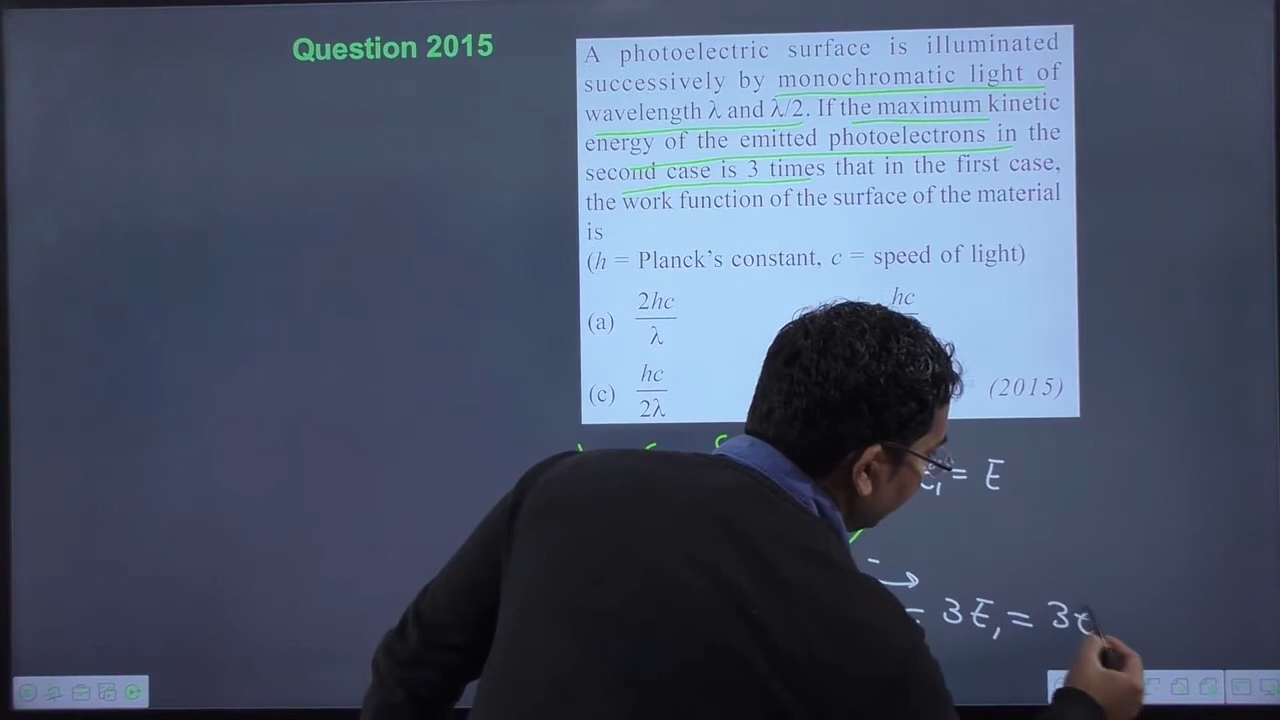 Question 2015
A photoelectric surface is illuminated
successively by monochromatic light of
wavelength λ and λ/2. If the maximum kinetic
energy of the emitted photoelectrons in the
second case is 3 times that in the first case,
the work function of the surface of the material
is
(h = Planck's constant, c = speed of light)
(a) 2hc/λ hc
(c) hc/2λ (2015)
= E
= 3E₁ = 3